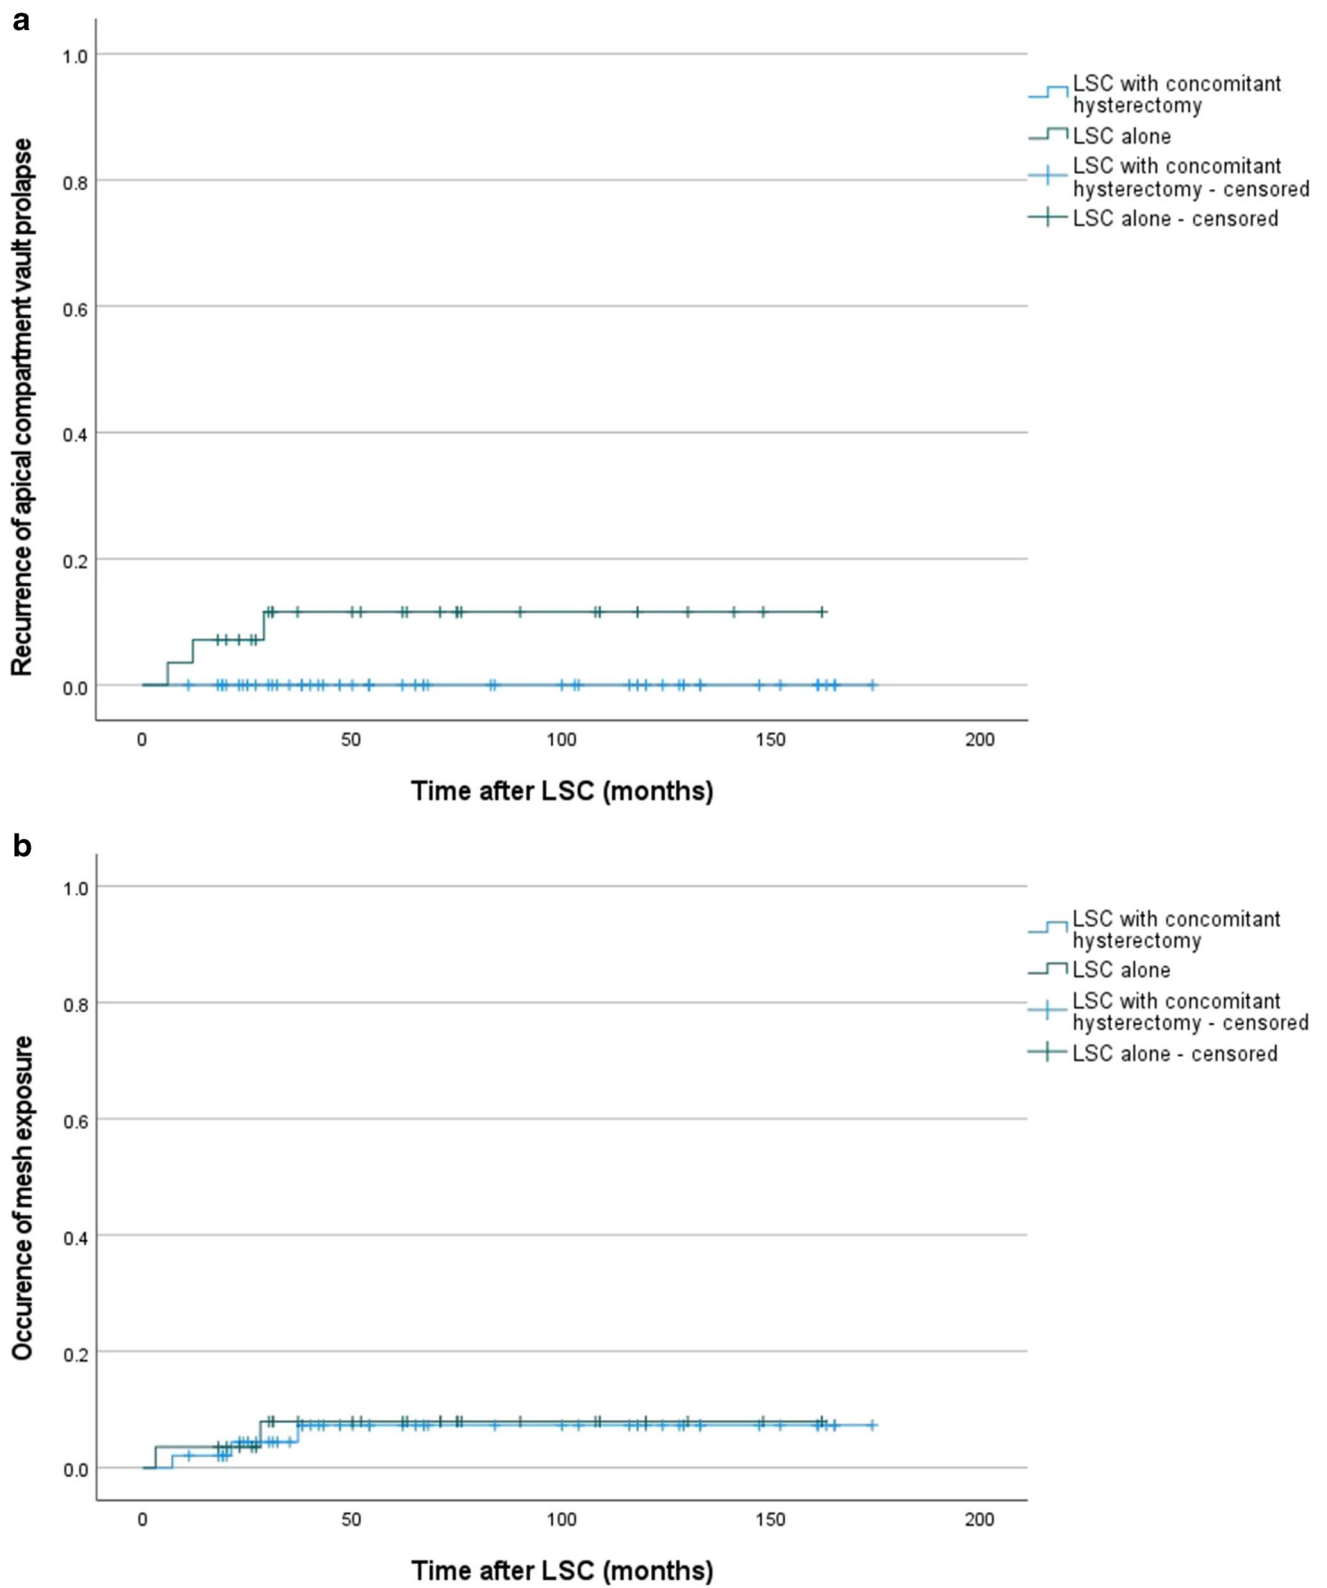 a
1.0
0.8
0.6
0.4
0.2
0.0
Recurrence of apical compartment vault prolapse
0
50
100
150
200
Time after LSC (months)
LSC with concomitant
hysterectomy
LSC alone
LSC with concomitant
hysterectomy - censored
LSC alone - censored
b
1.0
0.8
0.6
0.4
0.2
0.0
Occurence of mesh exposure
0
50
100
150
200
Time after LSC (months)
LSC with concomitant
hysterectomy
LSC alone
LSC with concomitant
hysterectomy - censored
LSC alone - censored